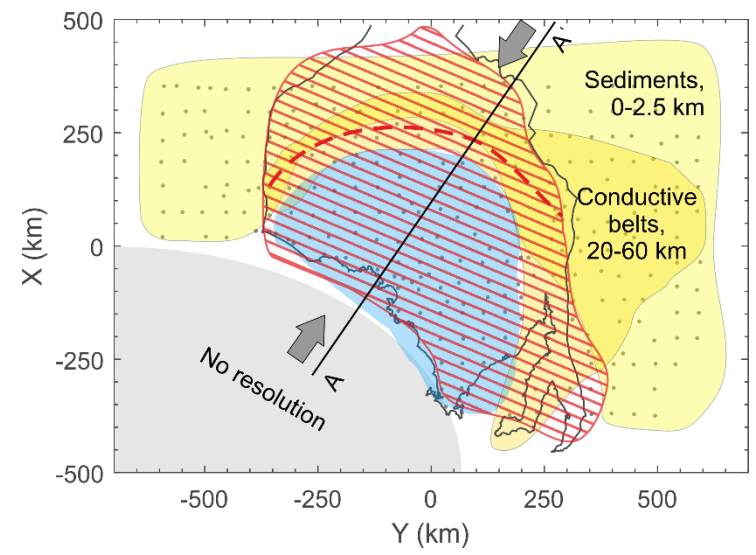 500
250
0
-250
-500
X (km)
A'
Sediments,
0-2.5 km
Conductive
belts,
20-60 km
No resolution
A
-500
-250
0
250
500
Y (km)